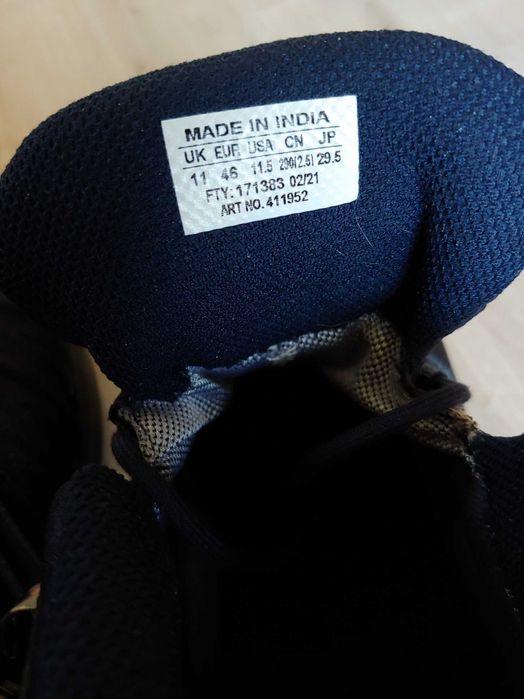 MADE IN INDIA
UK EUR USA CN JP
11 46 11.5 290(2.5) 29.5
FTY: 171383 02/21
ART NO. 411952